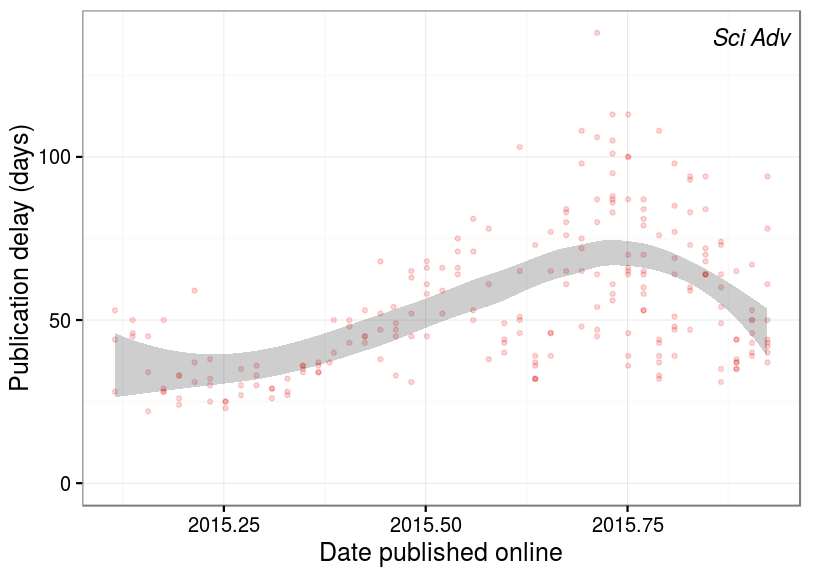 Sci Adv
Publication delay (days)
100
50
0
2015.25 2015.50 2015.75
Date published online